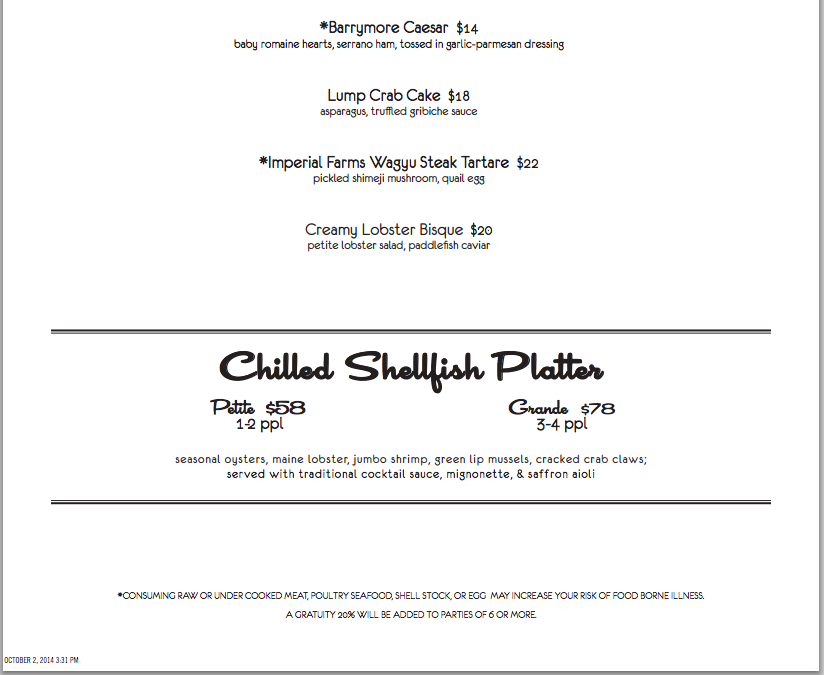 *Barrymore Caesar $14
baby romaine hearts, serrano ham, tossed in garlic-parmesan dressing
Lump Crab Cake $18
asparagus, truffled gribiche sauce
*Imperial Farms Wagyu Steak Tartare $22
pickled shimeji mushroom, quail egg
Creamy Lobster Bisque $20
petite lobster salad, paddlefish caviar
Chilled Shellfish Platter
Petite $58 Grande $78
1-2 ppl 3-4 ppl
seasonal oysters, maine lobster, jumbo shrimp, green lip mussels, cracked crab claws;
served with traditional cocktail sauce, mignonette, & saffron aioli
*CONSUMING RAW OR UNDER COOKED MEAT, POULTRY SEAFOOD, SHELL STOCK, OR EGG MAY INCREASE YOUR RISK OF FOOD BORNE ILLNESS.
A GRATUITY 20% WILL BE ADDED TO PARTIES OF 6 OR MORE.
OCTOBER 2, 2014 3:31 PM